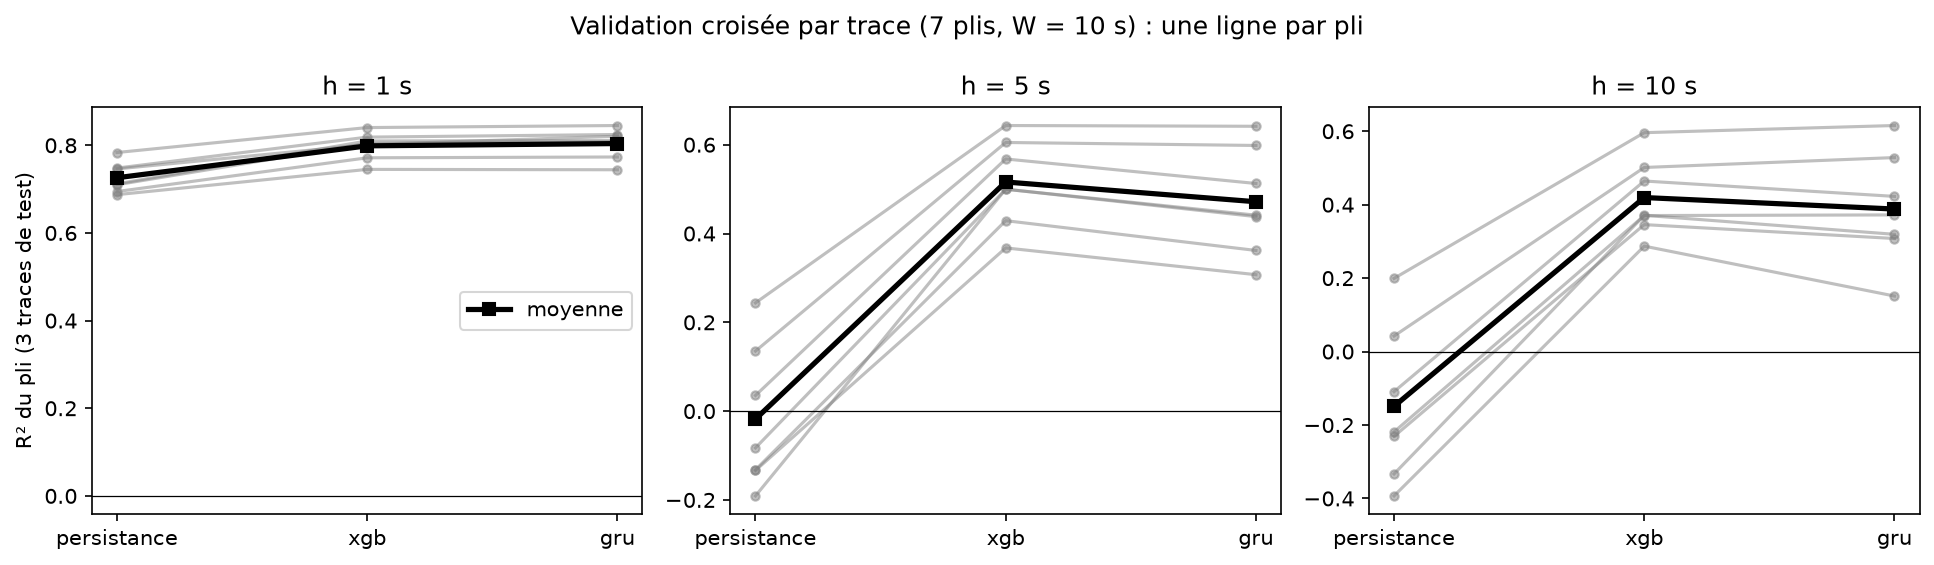 Validation croisée par trace (7 plis, W = 10 s) : une ligne par pli
h = 1 s
R² du pli (3 traces de test)
0.8
0.6
0.4
0.2
0.0
moyenne
persistance xgb gru
h = 5 s
0.6
0.4
0.2
0.0
−0.2
persistance xgb gru
h = 10 s
0.6
0.4
0.2
0.0
−0.2
−0.4
persistance xgb gru